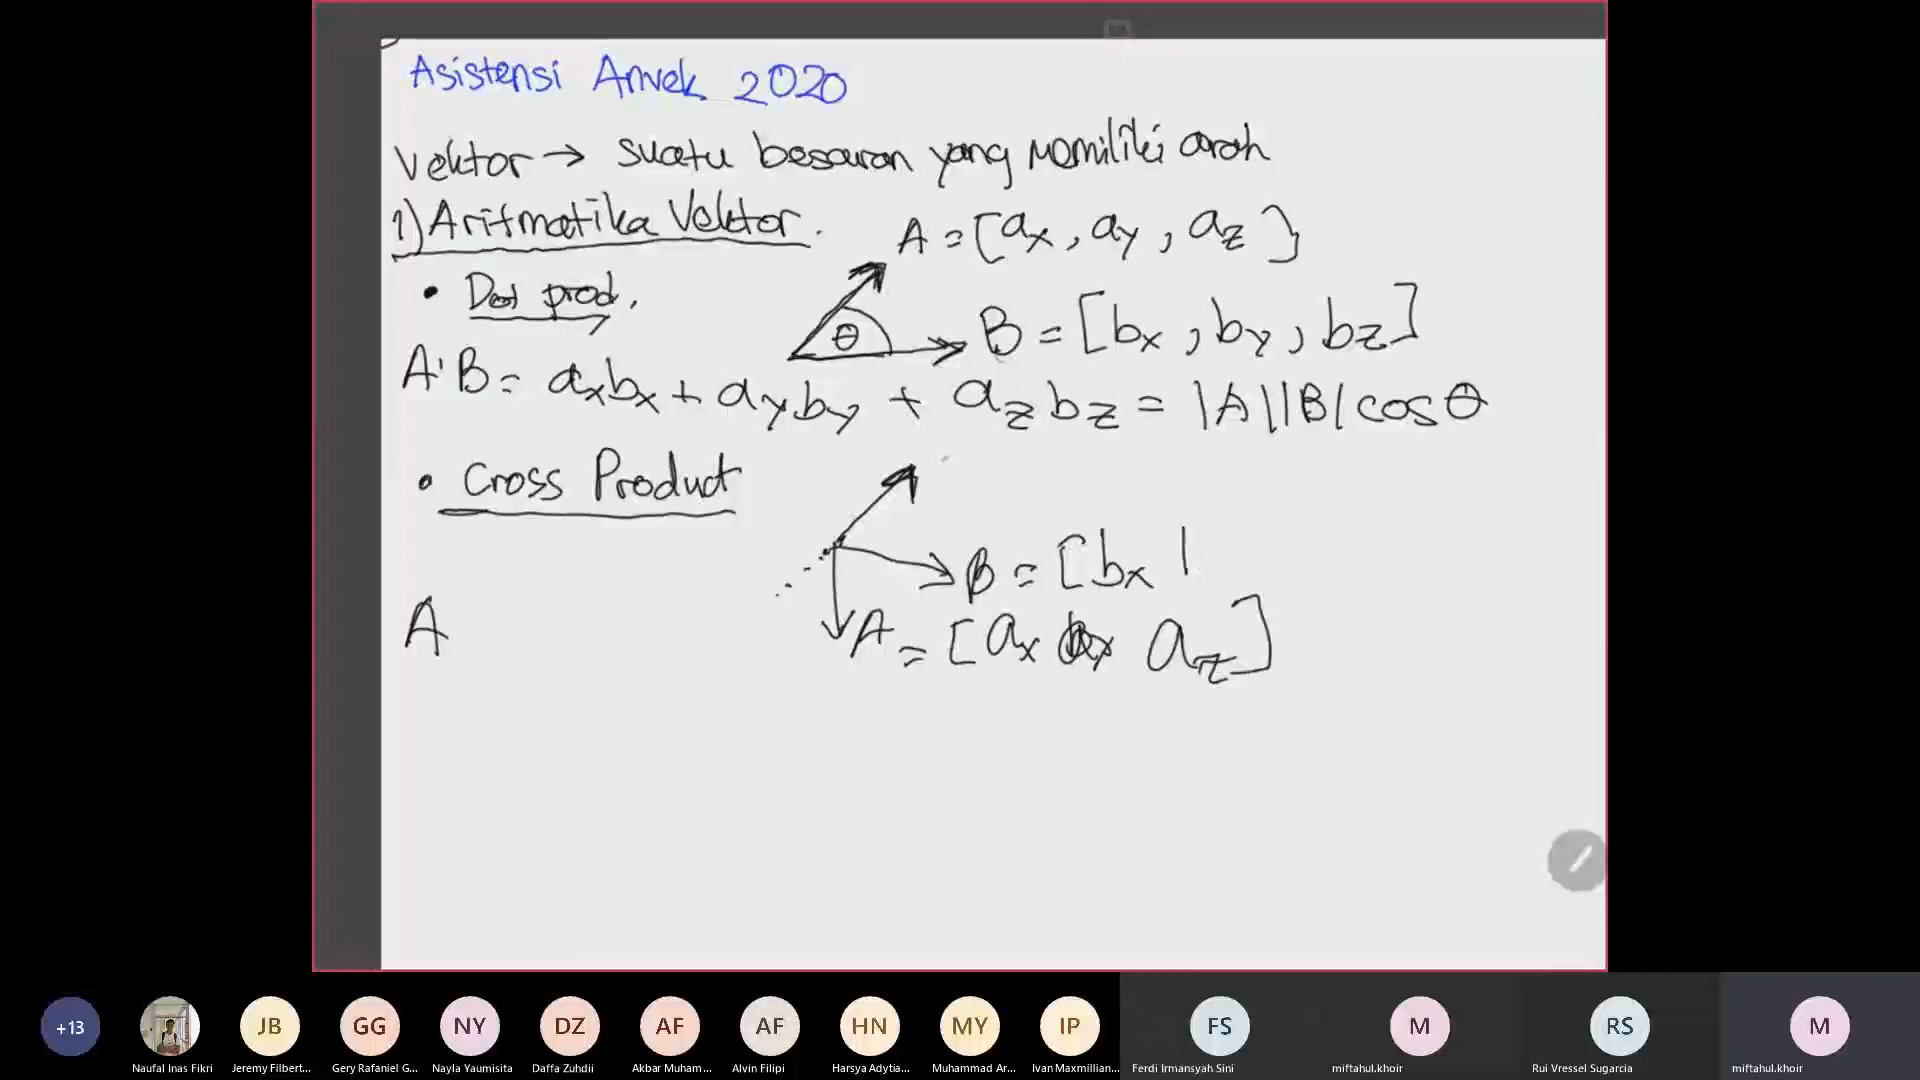 Asistensi Anvek 2020
Vektor → suatu besaran yang memiliki arah
1) Aritmatika Vektor.
A = [ax, ay, az]
• Dot prod.
θ
B = [bx, by, bz]
A·B = axbx + ayby + azbz = |A||B| cos θ
• Cross Product
B = [bx |
A
A = [ax az]
+13
Naufal Inas Fikri
JB
Jeremy Filbert...
GG
Gery Rafaniel G...
NY
Nayla Yaumisita
DZ
Daffa Zuhdii
AF
Akbar Muham...
AF
Alvin Filipi
HN
Harsya Adytia...
MY
Muhammad Ar...
IP
Ivan Maxmillian...
FS
Ferdi Irmansyah Sini
M
miftahul.khoir
RS
Rui Vressel Sugarcia
M
miftahul.khoir